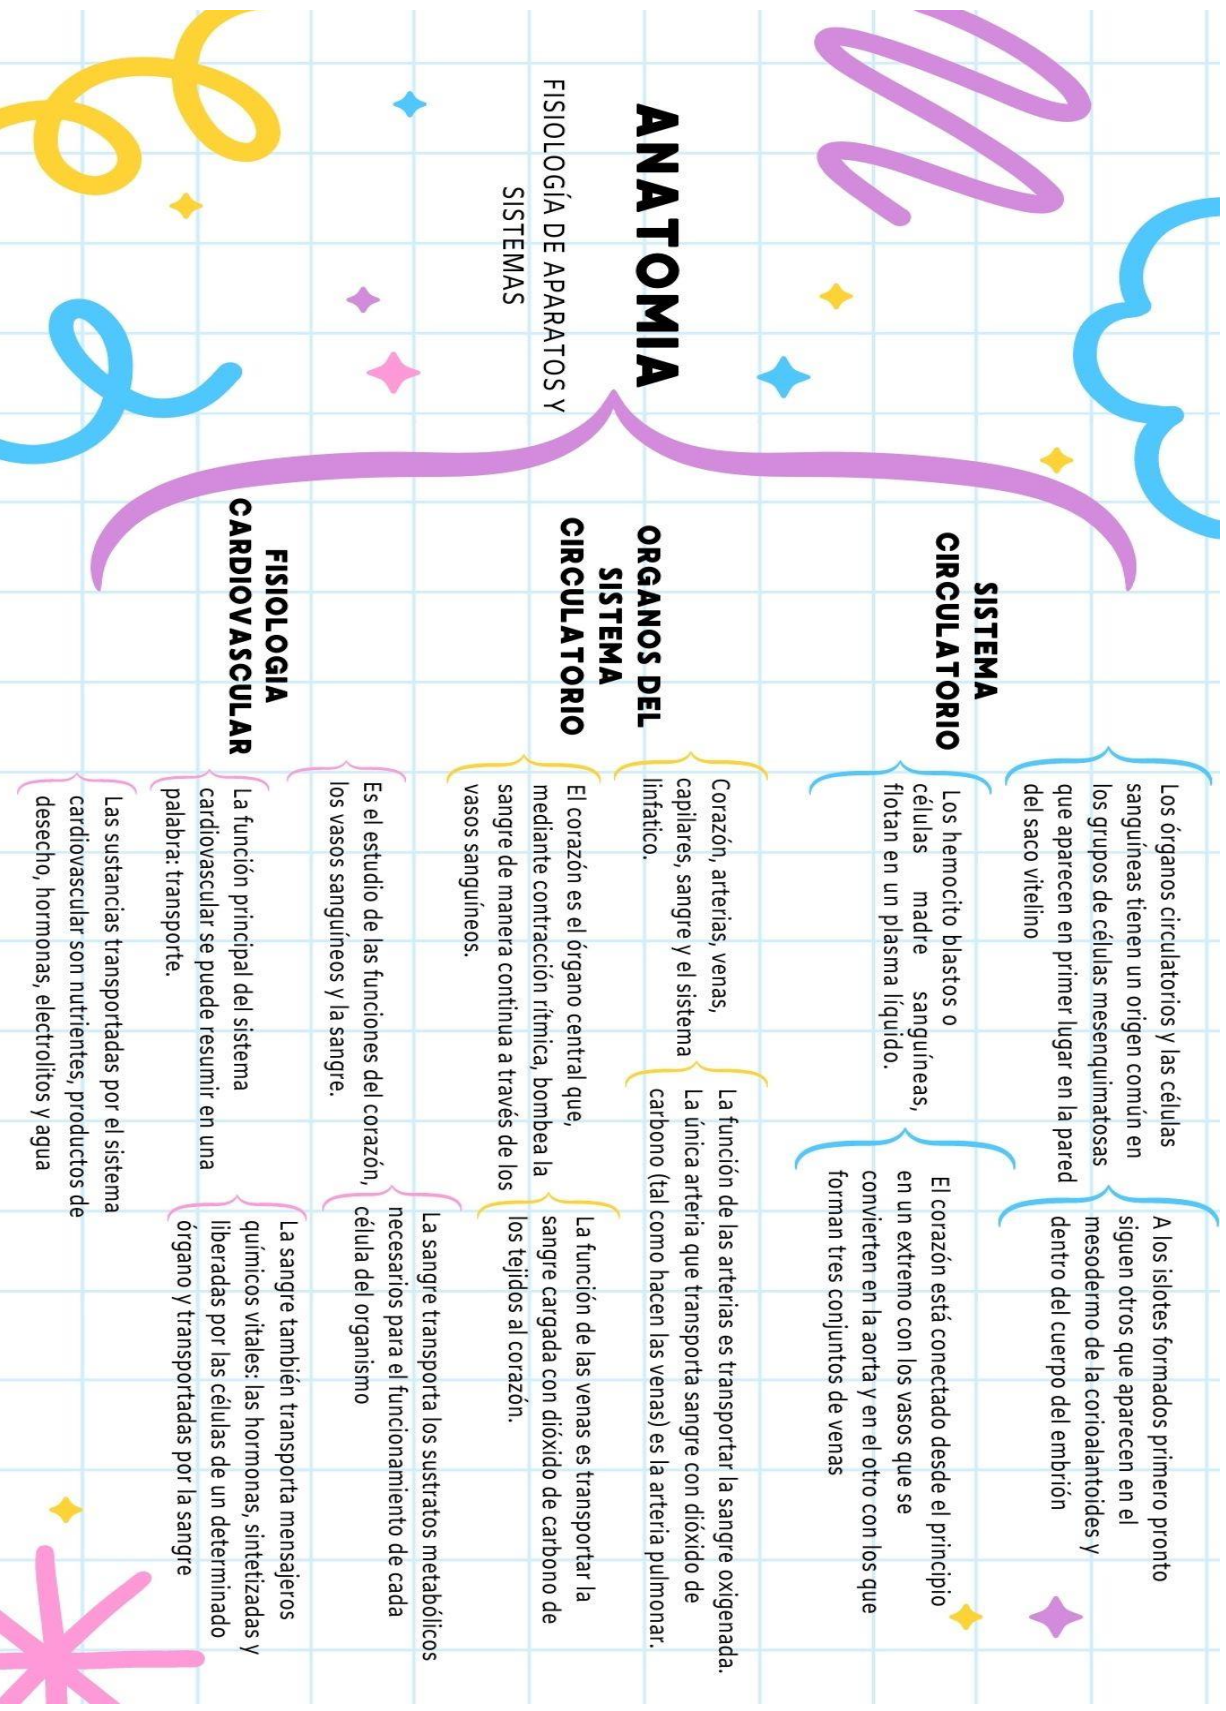 ANATOMIA
FISIOLOGÍA DE APARATOS Y
SISTEMAS
SISTEMA
CIRCULATORIO
Los órganos circulatorios y las células
sanguíneas tienen un origen común en
los grupos de células mesenquimatosas
que aparecen en primer lugar en la pared
del saco vitelino
A los islotes formados primero pronto
siguen otros que aparecen en el
mesodermo de la corioalantoides y
dentro del cuerpo del embrión
Los hemocito blastos o
células madre sanguíneas,
flotan en un plasma líquido.
El corazón está conectado desde el principio
en un extremo con los vasos que se
convierten en la aorta y en el otro con los que
forman tres conjuntos de venas
ORGANOS DEL
SISTEMA
CIRCULATORIO
Corazón, arterias, venas,
capilares, sangre y el sistema
linfatico.
La función de las arterias es transportar la sangre oxigenada.
La única arteria que transporta sangre con dióxido de
carbono (tal como hacen las venas) es la arteria pulmonar.
El corazón es el órgano central que,
mediante contracción rítmica, bombea la
sangre de manera continua a través de los
vasos sanguíneos.
La función de las venas es transportar la
sangre cargada con dióxido de carbono de
los tejidos al corazón.
FISIOLOGIA
CARDIOVASCULAR
Es el estudio de las funciones del corazón,
los vasos sanguíneos y la sangre.
La sangre transporta los sustratos metabólicos
necesarios para el funcionamiento de cada
célula del organismo
La función principal del sistema
cardiovascular se puede resumir en una
palabra: transporte.
La sangre también transporta mensajeros
químicos vitales: las hormonas, sintetizadas y
liberadas por las células de un determinado
órgano y transportadas por la sangre
Las sustancias transportadas por el sistema
cardiovascular son nutrientes, productos de
desecho, hormonas, electrolitos y agua